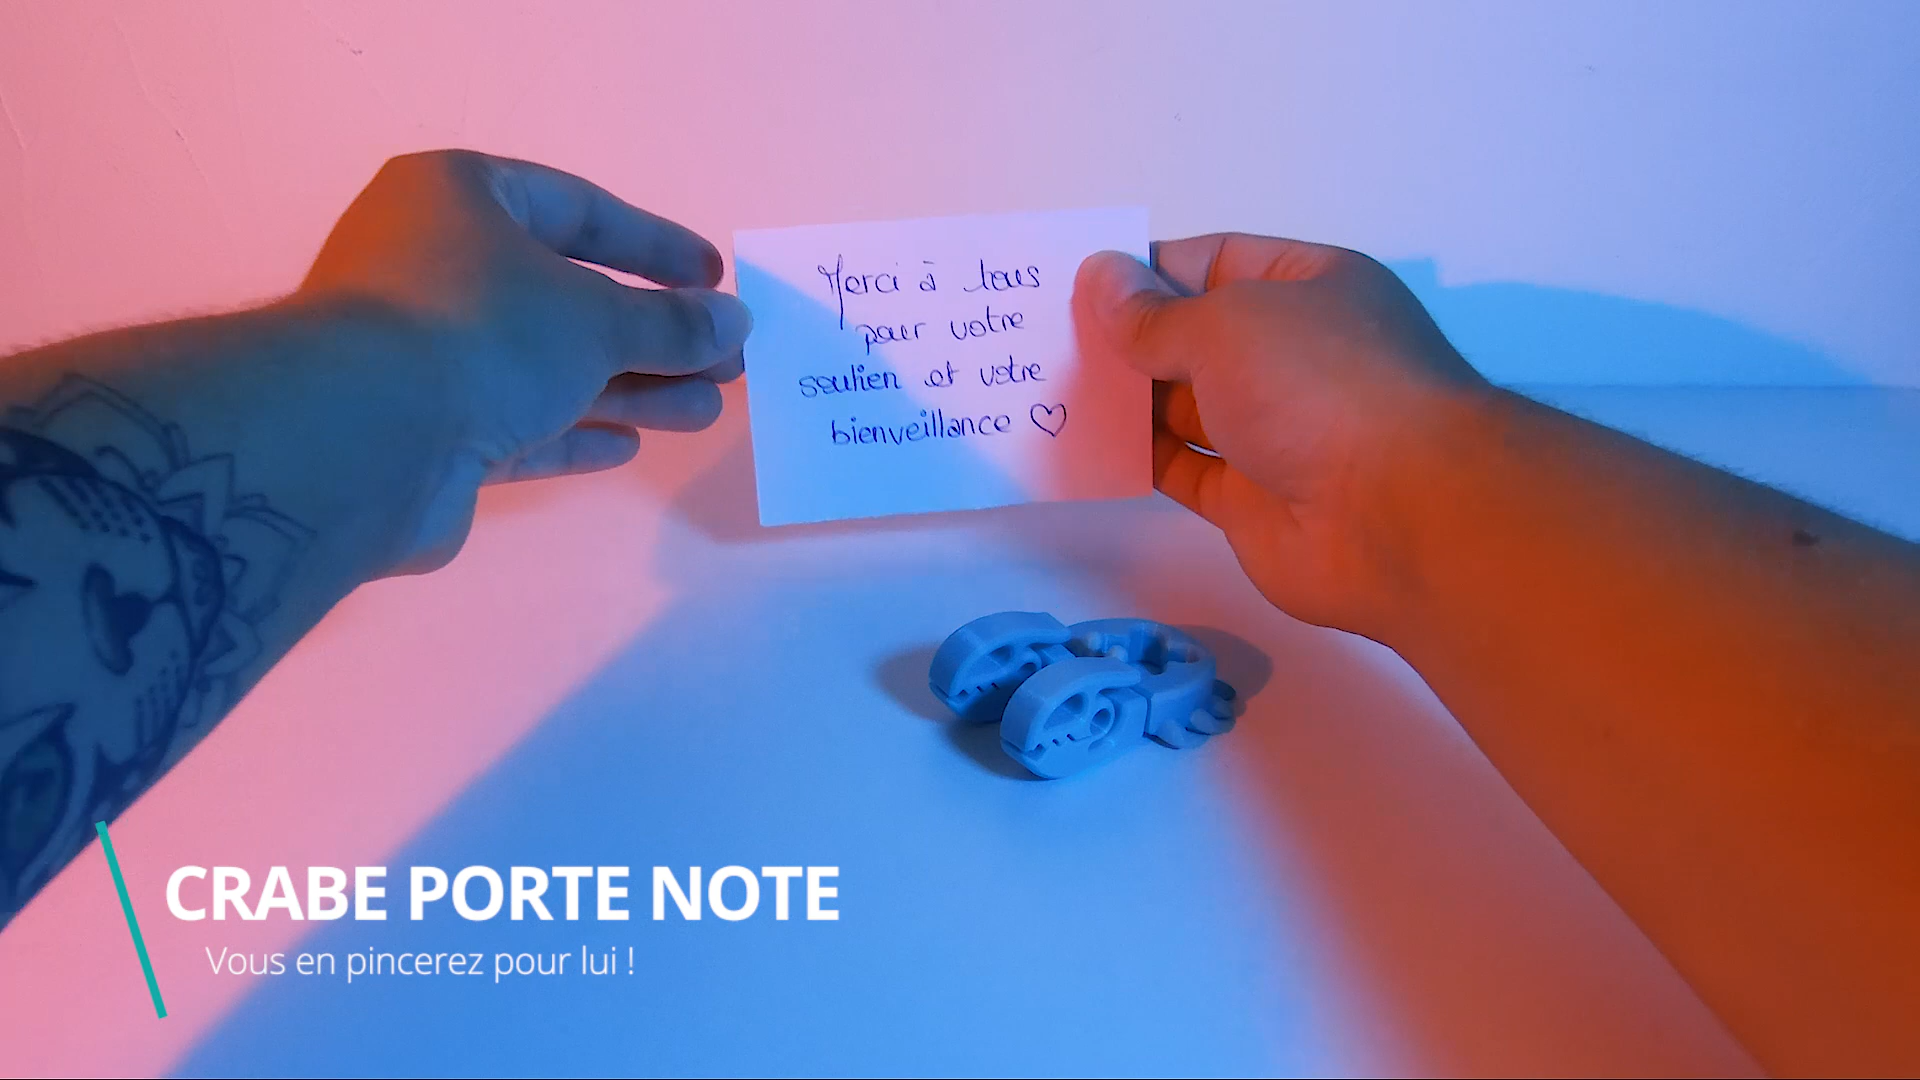 Merci à tous
pour votre
soutien et votre
bienveillance ♡
CRABE PORTE NOTE
Vous en pincerez pour lui !